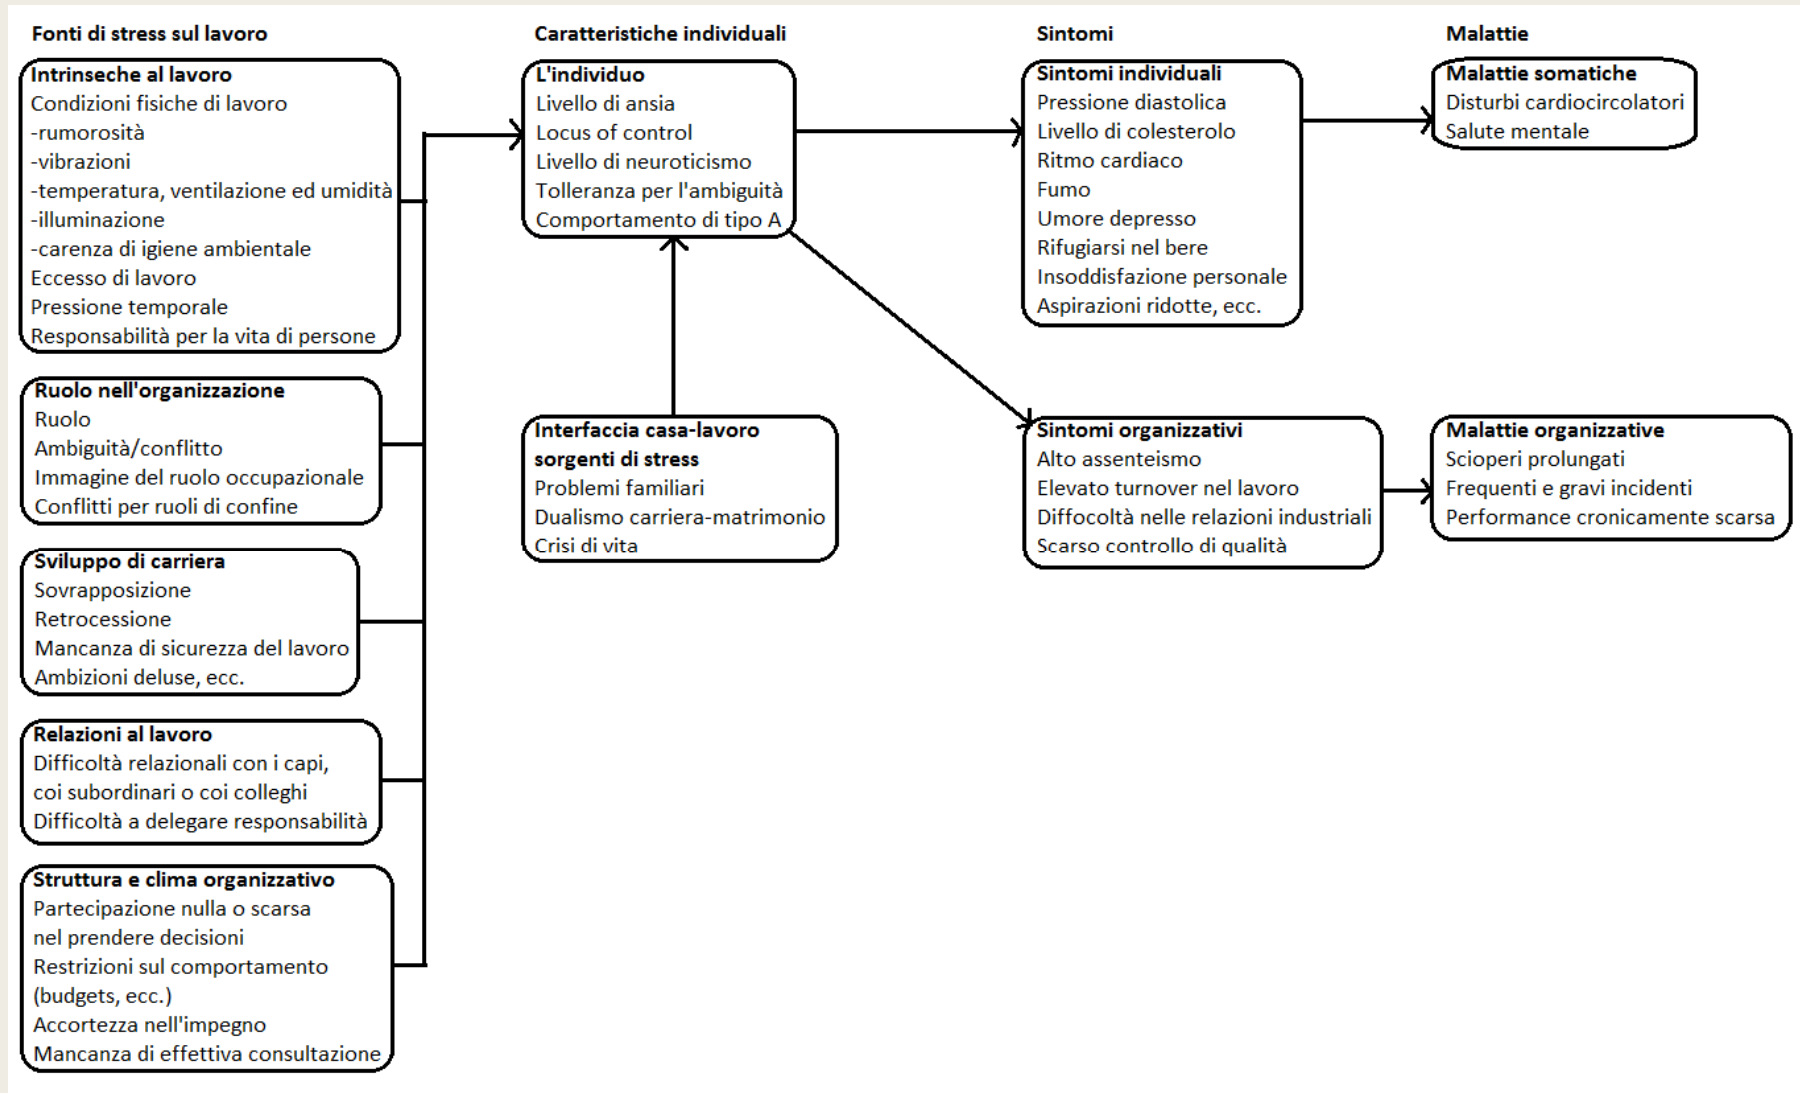 Fonti di stress sul lavoro
Intrinseche al lavoro
Condizioni fisiche di lavoro
-rumorosità
-vibrazioni
-temperatura, ventilazione ed umidità
-illuminazione
-carenza di igiene ambientale
Eccesso di lavoro
Pressione temporale
Responsabilità per la vita di persone
Ruolo nell'organizzazione
Ruolo
Ambiguità/conflitto
Immagine del ruolo occupazionale
Conflitti per ruoli di confine
Sviluppo di carriera
Sovrapposizione
Retrocessione
Mancanza di sicurezza del lavoro
Ambizioni deluse, ecc.
Relazioni al lavoro
Difficoltà relazionali con i capi,
coi subordinari o coi colleghi
Difficoltà a delegare responsabilità
Struttura e clima organizzativo
Partecipazione nulla o scarsa
nel prendere decisioni
Restrizioni sul comportamento
(budgets, ecc.)
Accortezza nell'impegno
Mancanza di effettiva consultazione
Caratteristiche individuali
L'individuo
Livello di ansia
Locus of control
Livello di neuroticismo
Tolleranza per l'ambiguità
Comportamento di tipo A
Interfaccia casa-lavoro
sorgenti di stress
Problemi familiari
Dualismo carriera-matrimonio
Crisi di vita
Sintomi
Sintomi individuali
Pressione diastolica
Livello di colesterolo
Ritmo cardiaco
Fumo
Umore depresso
Rifugiarsi nel bere
Insoddisfazione personale
Aspirazioni ridotte, ecc.
Sintomi organizzativi
Alto assenteismo
Elevato turnover nel lavoro
Diffocoltà nelle relazioni industriali
Scarso controllo di qualità
Malattie
Malattie somatiche
Disturbi cardiocircolatori
Salute mentale
Malattie organizzative
Scioperi prolungati
Frequenti e gravi incidenti
Performance cronicamente scarsa